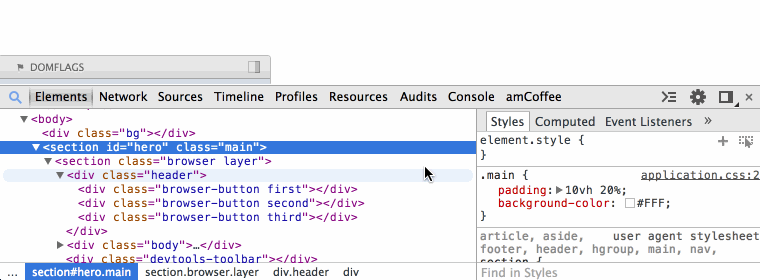 DOMFLAGS
Elements Network Sources Timeline Profiles Resources Audits Console amCoffee
<body>
<div class="bg"></div>
<section id="hero" class="main">
<section class="browser layer">
<div class="header">
<div class="browser-button first"></div>
<div class="browser-button second"></div>
<div class="browser-button third"></div>
</div>
<div class="body">…</div>
<div class="devtools-toolbar">
... section#hero.main section.browser.layer div.header div
Styles Computed Event Listeners »
element.style {
}
.main { application.css:2
padding: 10vh 20%;
background-color: #FFF;
}
article, aside, user agent stylesheet
footer, header, hgroup, main, nav,
section {
Find in Styles